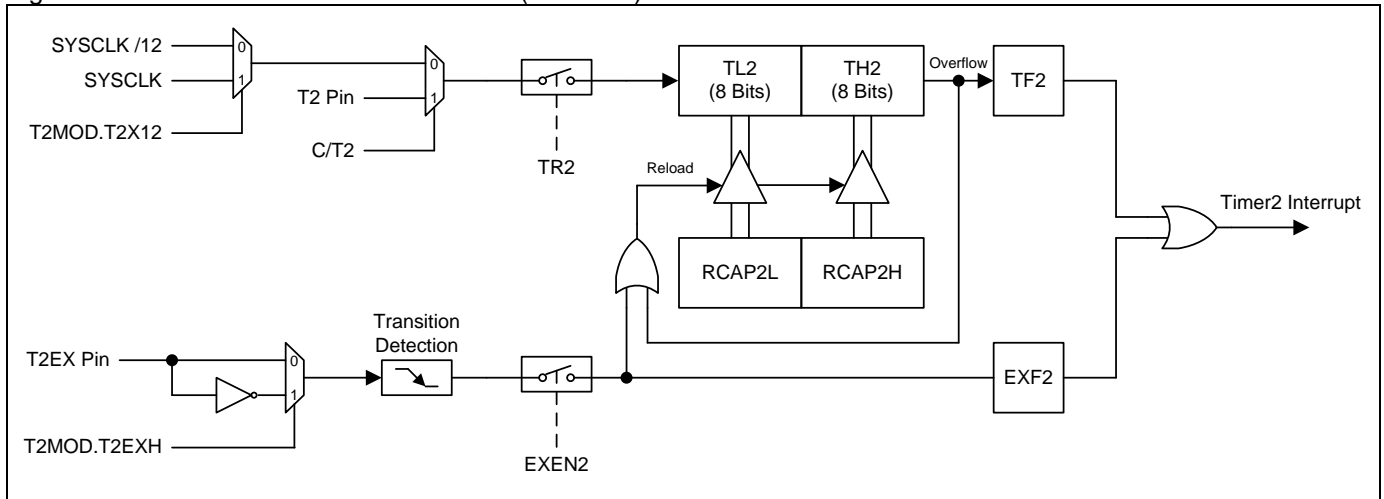 SYSCLK /12
0
SYSCLK
1
T2MOD.T2X12
0
T2 Pin
1
C/T2
TR2
TL2
(8 Bits)
TH2
(8 Bits)
Overflow
TF2
Reload
RCAP2L
RCAP2H
Timer2 Interrupt
Transition
Detection
T2EX Pin
0
1
T2MOD.T2EXH
EXEN2
EXF2